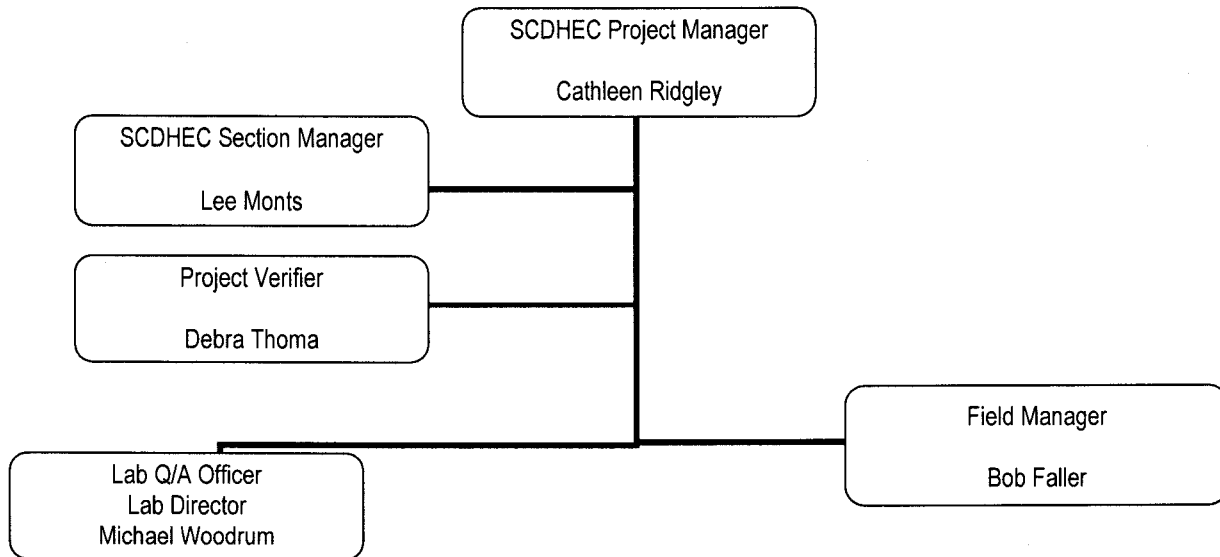 SCDHEC Project Manager
Cathleen Ridgley
SCDHEC Section Manager
Lee Monts
Project Verifier
Debra Thoma
Field Manager
Bob Faller
Lab Q/A Officer
Lab Director
Michael Woodrum